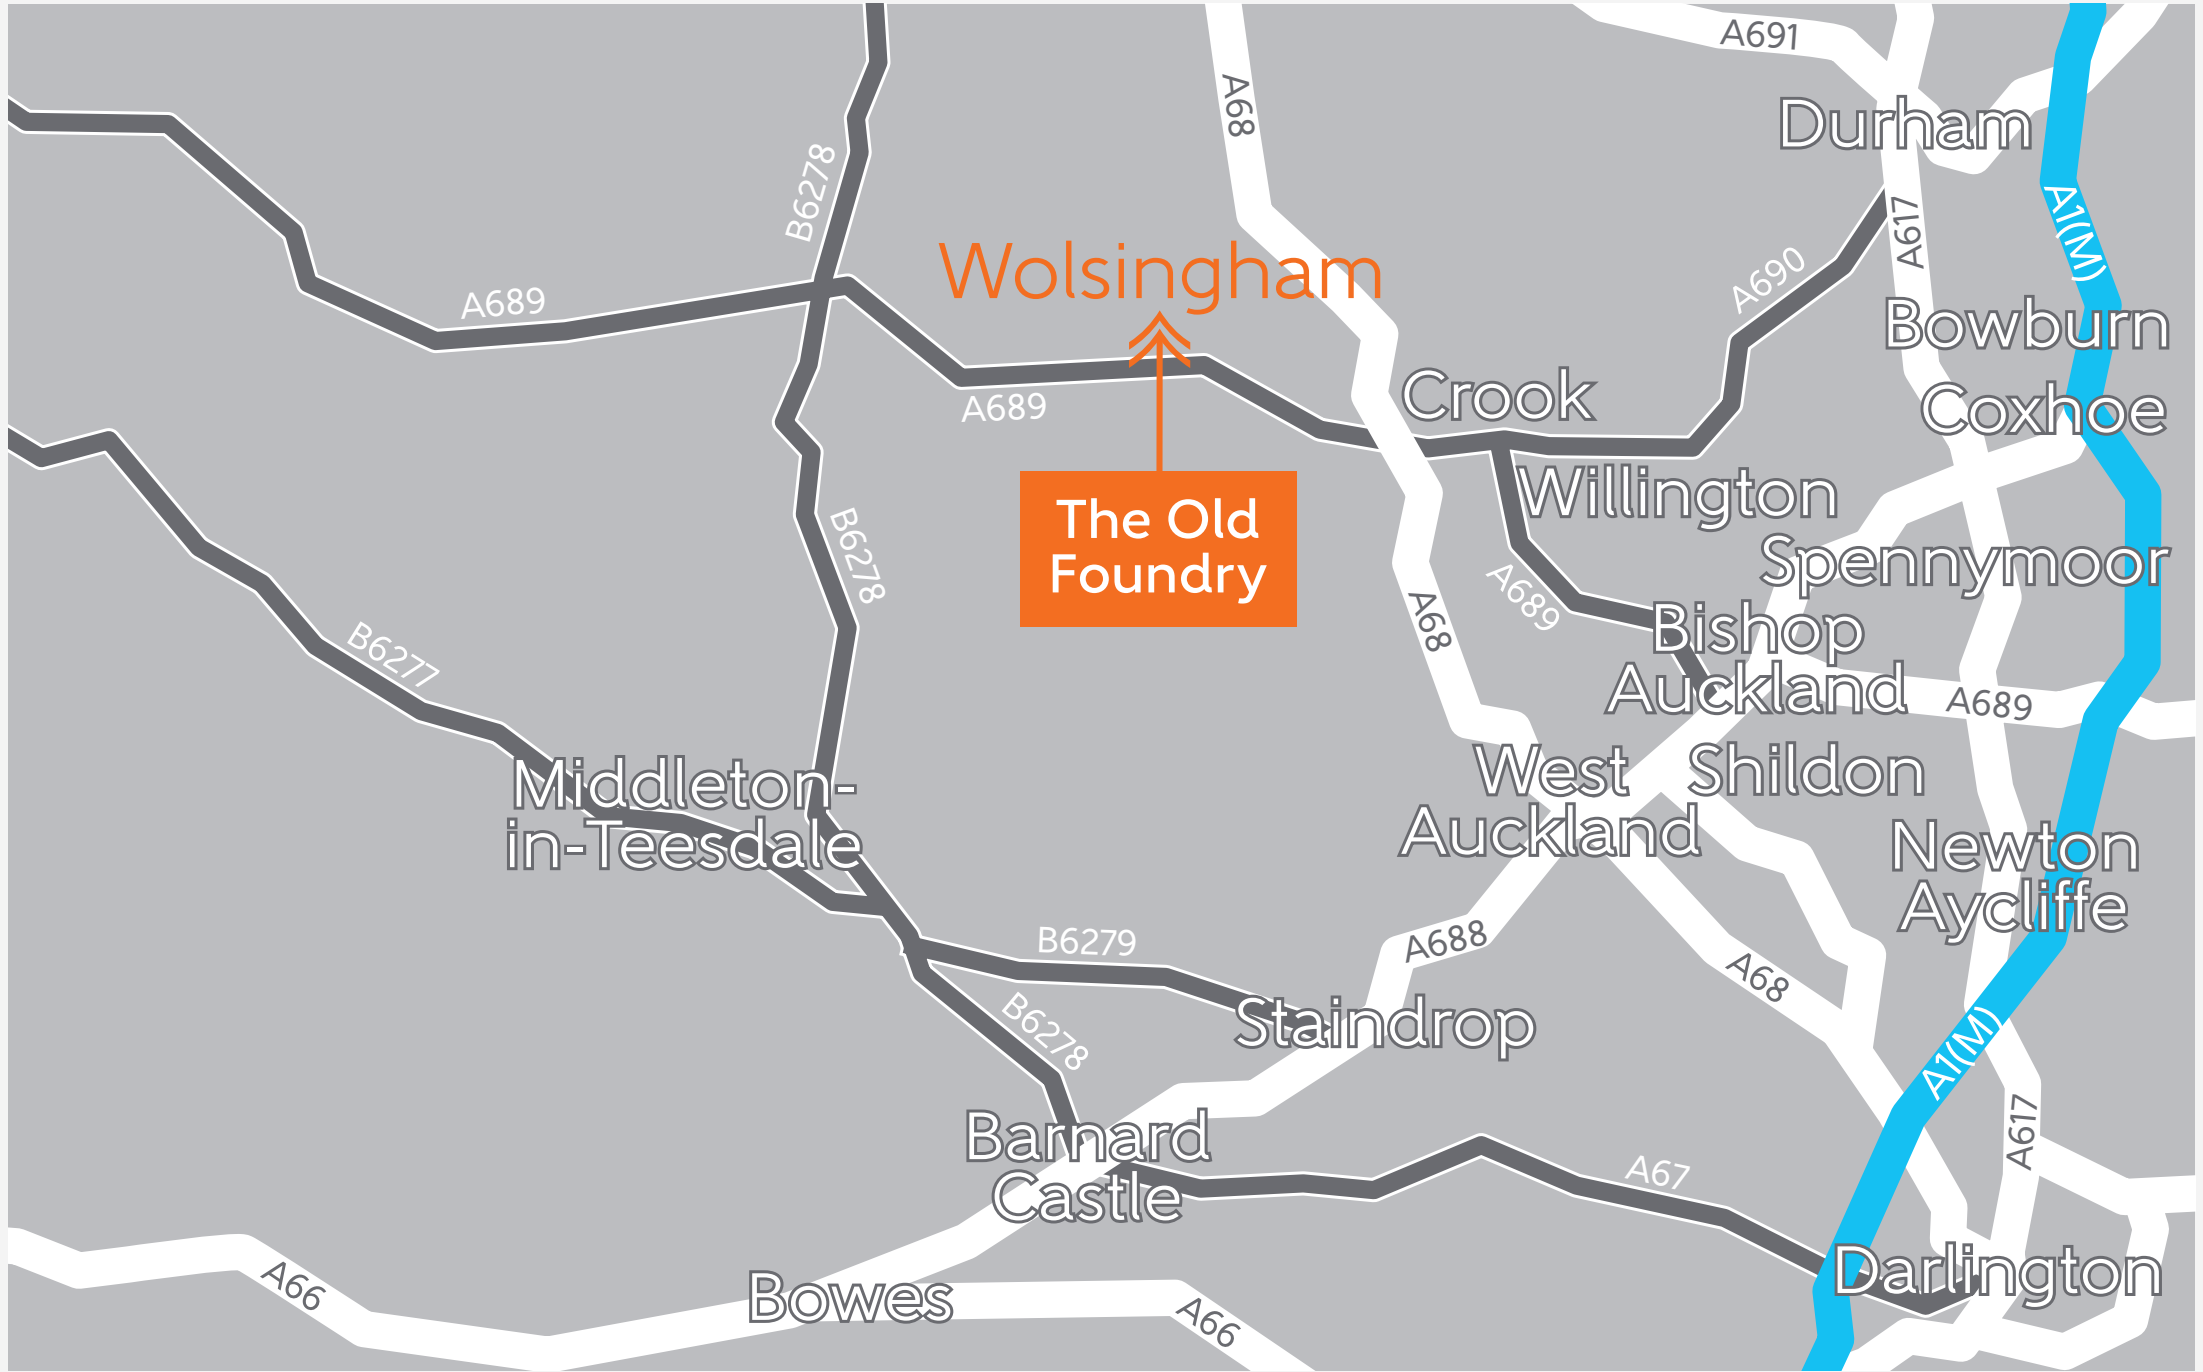 A691
A68
Durham
B6278
A617
A1(M)
Wolsingham
A690
A689
Bowburn
Crook
Coxhoe
A689
Willington
The Old
Foundry
B6278
Spennymoor
A689
A68
Bishop
Auckland
B6277
A689
West
Auckland
Shildon
Middleton-
in-Teesdale
Newton
Aycliffe
B6279
A688
A68
Staindrop
B6278
A1(M)
A617
Barnard
Castle
A67
Darlington
A66
Bowes
A66